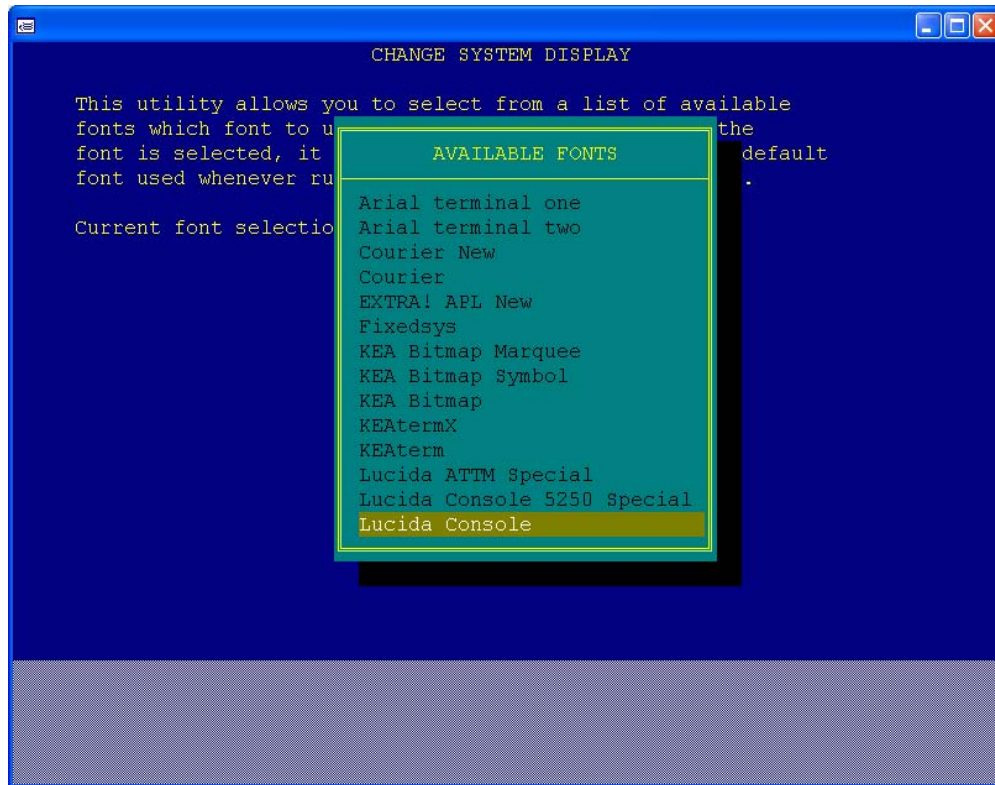 CHANGE SYSTEM DISPLAY
This utility allows you to select from a list of available
fonts which font to u the
font is selected, it default
font used whenever ru .
Current font selectio
AVAILABLE FONTS
Arial terminal one
Arial terminal two
Courier New
Courier
EXTRA! APL New
Fixedsys
KEA Bitmap Marquee
KEA Bitmap Symbol
KEA Bitmap
KEAtermX
KEAterm
Lucida ATTM Special
Lucida Console 5250 Special
Lucida Console